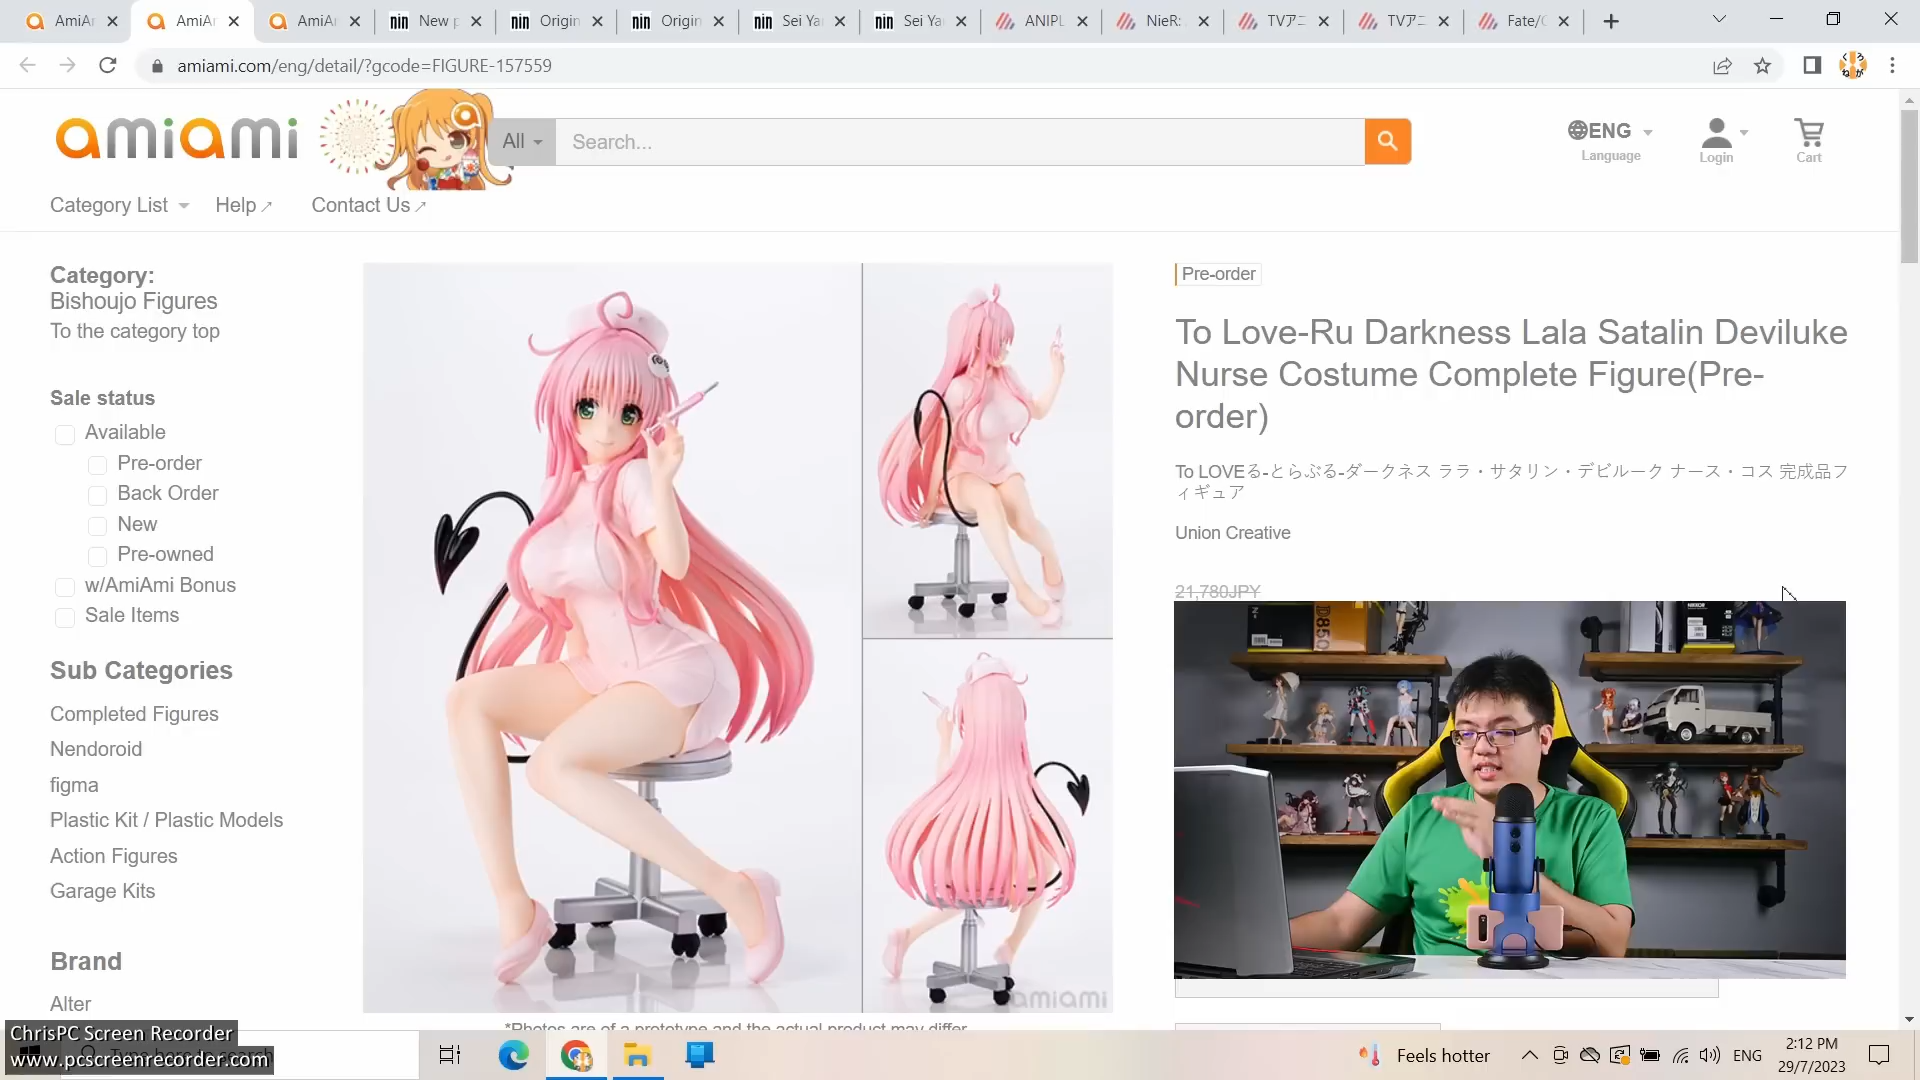 AmiAr
AmiAr
AmiAr
nin New p
nin Origin
nin Origin
nin Sei Ya
nin Sei Ya
ANIPL
NieR:
TVアニ
TVアニ
Fate/
amiami.com/eng/detail/?gcode=FIGURE-157559
amiami
All
Search...
ENG
Language
Login
Cart
Category List
Help
Contact Us
Category:
Bishoujo Figures
To the category top
Sale status
Available
Pre-order
Back Order
New
Pre-owned
w/AmiAmi Bonus
Sale Items
Sub Categories
Completed Figures
Nendoroid
figma
Plastic Kit / Plastic Models
Action Figures
Garage Kits
Brand
Alter
amiami
*Photos are of a prototype and the actual product may differ
Pre-order
To Love-Ru Darkness Lala Satalin Deviluke
Nurse Costume Complete Figure(Pre-
order)
To LOVEる-とらぶる-ダークネス ララ・サタリン・デビルーク ナース・コス 完成品フ
ィギュア
Union Creative
21,780JPY
D850
ChrisPC Screen Recorder
www.pcscreenrecorder.com
Feels hotter
ENG
2:12 PM
29/7/2023